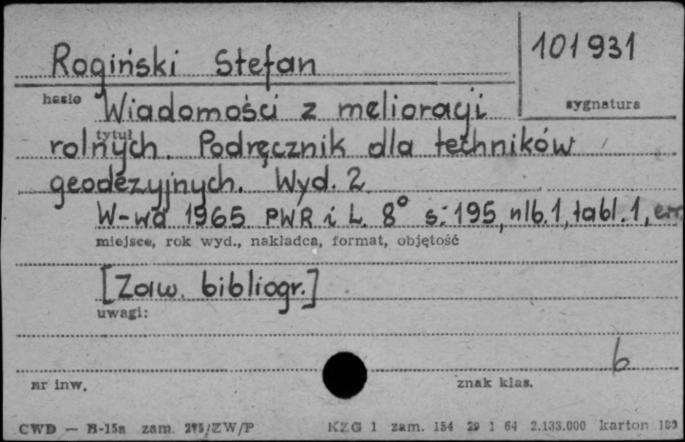 101931
Rogiński Stefan
hasło
sygnatura
Wiadomości z melioracji
tytuł
rolnych. Podręcznik dla techników
geodezyjnych. Wyd. 2
W-wa 1965 PWR i L. 8° s. 195, nlb. 1, tabl. 1, err.
miejsce, rok wyd., nakładca, format, objętość
[Zaw. bibliogr.]
uwagi:
6
nr inw.
znak klas.
CWD — B-15a zam. 275/ZW/P
KZG 1 zam. 154 29 1 64 2.133.000 karton